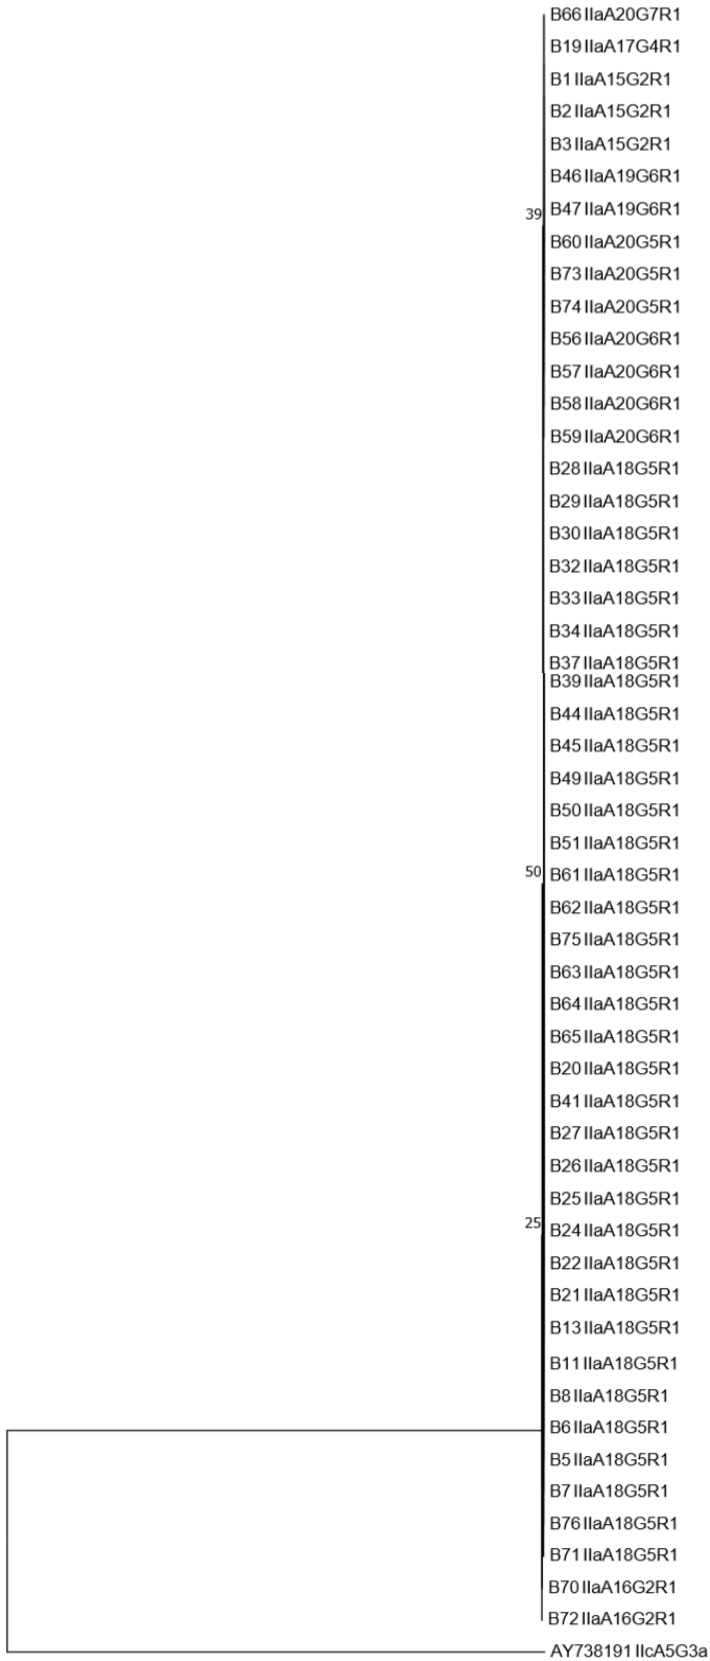 B66 IIaA20G7R1
B19 IIaA17G4R1
B1 IIaA15G2R1
B2 IIaA15G2R1
B3 IIaA15G2R1
B46 IIaA19G6R1
B47 IIaA19G6R1
39
B60 IIaA20G5R1
B73 IIaA20G5R1
B74 IIaA20G5R1
B56 IIaA20G6R1
B57 IIaA20G6R1
B58 IIaA20G6R1
B59 IIaA20G6R1
B28 IIaA18G5R1
B29 IIaA18G5R1
B30 IIaA18G5R1
B32 IIaA18G5R1
B33 IIaA18G5R1
B34 IIaA18G5R1
B37 IIaA18G5R1
B39 IIaA18G5R1
B44 IIaA18G5R1
B45 IIaA18G5R1
B49 IIaA18G5R1
B50 IIaA18G5R1
B51 IIaA18G5R1
50
B61 IIaA18G5R1
B62 IIaA18G5R1
B75 IIaA18G5R1
B63 IIaA18G5R1
B64 IIaA18G5R1
B65 IIaA18G5R1
B20 IIaA18G5R1
B41 IIaA18G5R1
B27 IIaA18G5R1
B26 IIaA18G5R1
B25 IIaA18G5R1
25
B24 IIaA18G5R1
B22 IIaA18G5R1
B21 IIaA18G5R1
B13 IIaA18G5R1
B11 IIaA18G5R1
B8 IIaA18G5R1
B6 IIaA18G5R1
B5 IIaA18G5R1
B7 IIaA18G5R1
B76 IIaA18G5R1
B71 IIaA18G5R1
B70 IIaA16G2R1
B72 IIaA16G2R1
AY738191 IIcA5G3a